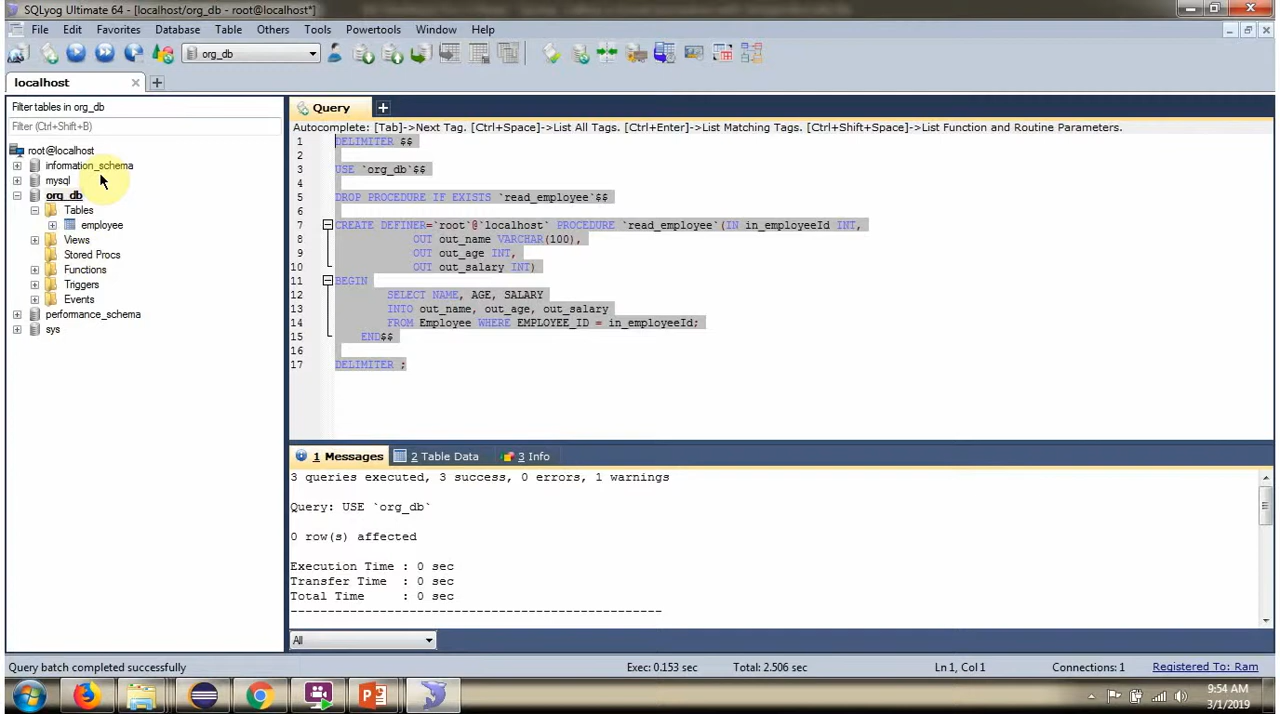 SQLyog Ultimate 64 - [localhost/org_db - root@localhost*]
File Edit Favorites Database Table Others Tools Powertools Window Help
org_db
localhost
Filter tables in org_db
Filter (Ctrl+Shift+B)
root@localhost
information_schema
mysql
org_db
Tables
employee
Views
Stored Procs
Functions
Triggers
Events
performance_schema
sys
Query
Autocomplete: [Tab]->Next Tag. [Ctrl+Space]->List All Tags. [Ctrl+Enter]->List Matching Tags. [Ctrl+Shift+Space]->List Function and Routine Parameters.
1 DELIMITER $$
2
3 USE `org_db`$$
4
5 DROP PROCEDURE IF EXISTS `read_employee`$$
6
7 CREATE DEFINER=`root`@`localhost` PROCEDURE `read_employee`(IN in_employeeId INT,
8 OUT out_name VARCHAR(100),
9 OUT out_age INT,
10 OUT out_salary INT)
11 BEGIN
12 SELECT NAME, AGE, SALARY
13 INTO out_name, out_age, out_salary
14 FROM Employee WHERE EMPLOYEE_ID = in_employeeId;
15 END$$
16
17 DELIMITER ;
1 Messages 2 Table Data 3 Info
3 queries executed, 3 success, 0 errors, 1 warnings
Query: USE `org_db`
0 row(s) affected
Execution Time : 0 sec
Transfer Time : 0 sec
Total Time : 0 sec
---------------------------------------------------
All
Query batch completed successfully Exec: 0.153 sec Total: 2.506 sec Ln 1, Col 1 Connections: 1 Registered To: Ram
9:54 AM
3/1/2019